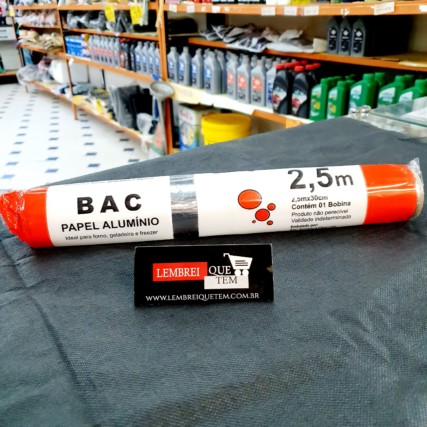 BAC
PAPEL ALUMÍNIO
Ideal para forno, geladeira e freezer
2,5m
2,5mx30cm
Contém 01 Bobina
Produto não perecível
Validade indeterminada
LEMBREI QUE TEM
WWW.LEMBREIQUETEM.COM.BR